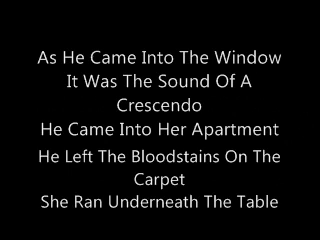 As He Came Into The Window
It Was The Sound Of A
Crescendo
He Came Into Her Apartment
He Left The Bloodstains On The
Carpet
She Ran Underneath The Table